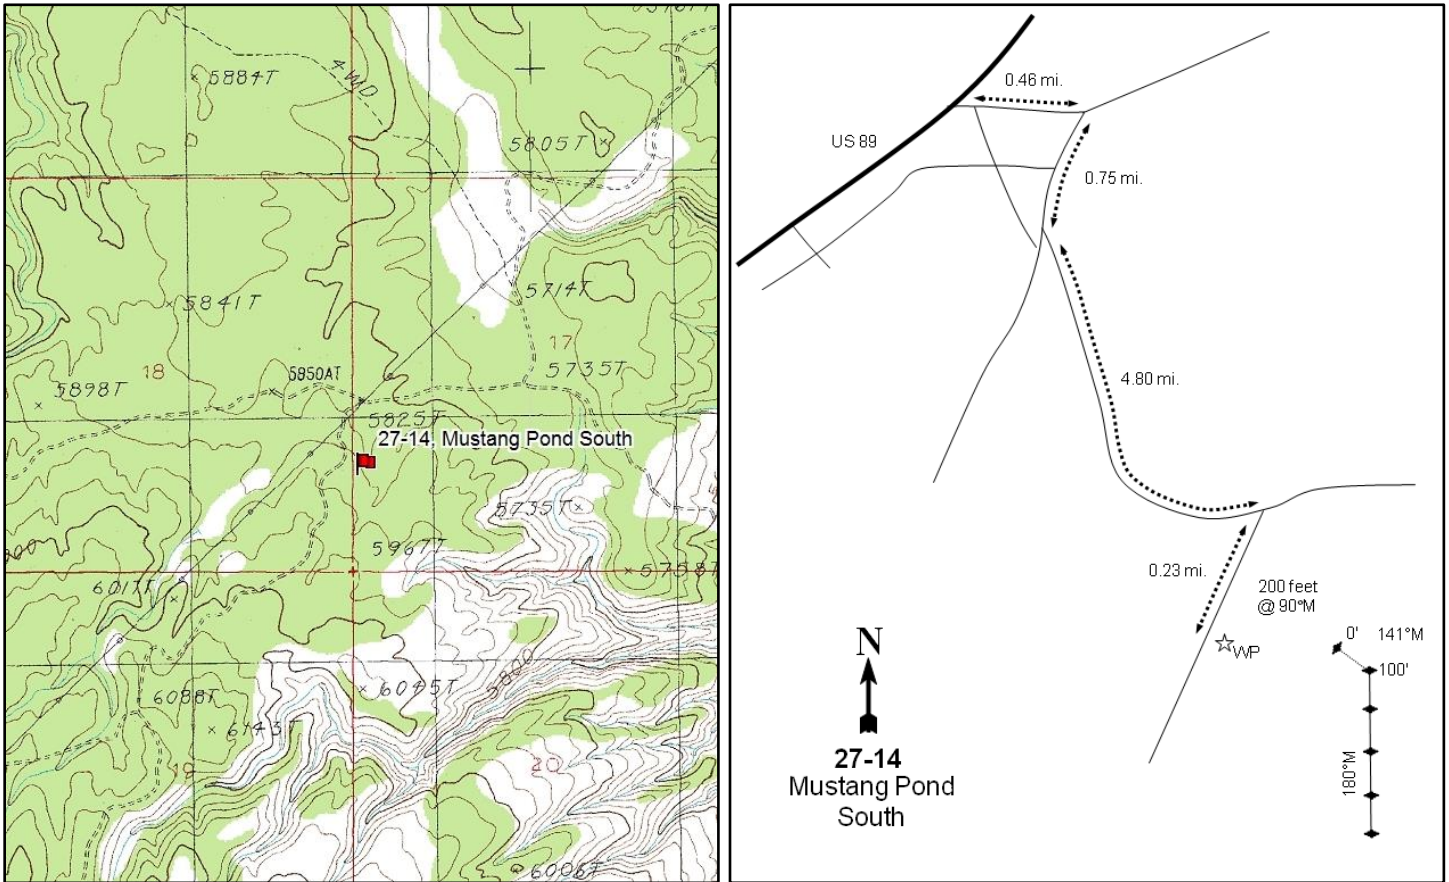 5884T
4WD
5805T
5841T
5714T
17
5735T
18
5898T
5850AT
5825T
27-14, Mustang Pond South
5735T
5967T
5758T
6017T
5800
6045T
6088T
6143T
19
20
6006T
0.46 mi.
US 89
0.75 mi.
4.80 mi.
0.23 mi.
200 feet
@ 90°M
WP
0' 141°M
100'
180°M
N
27-14
Mustang Pond
South